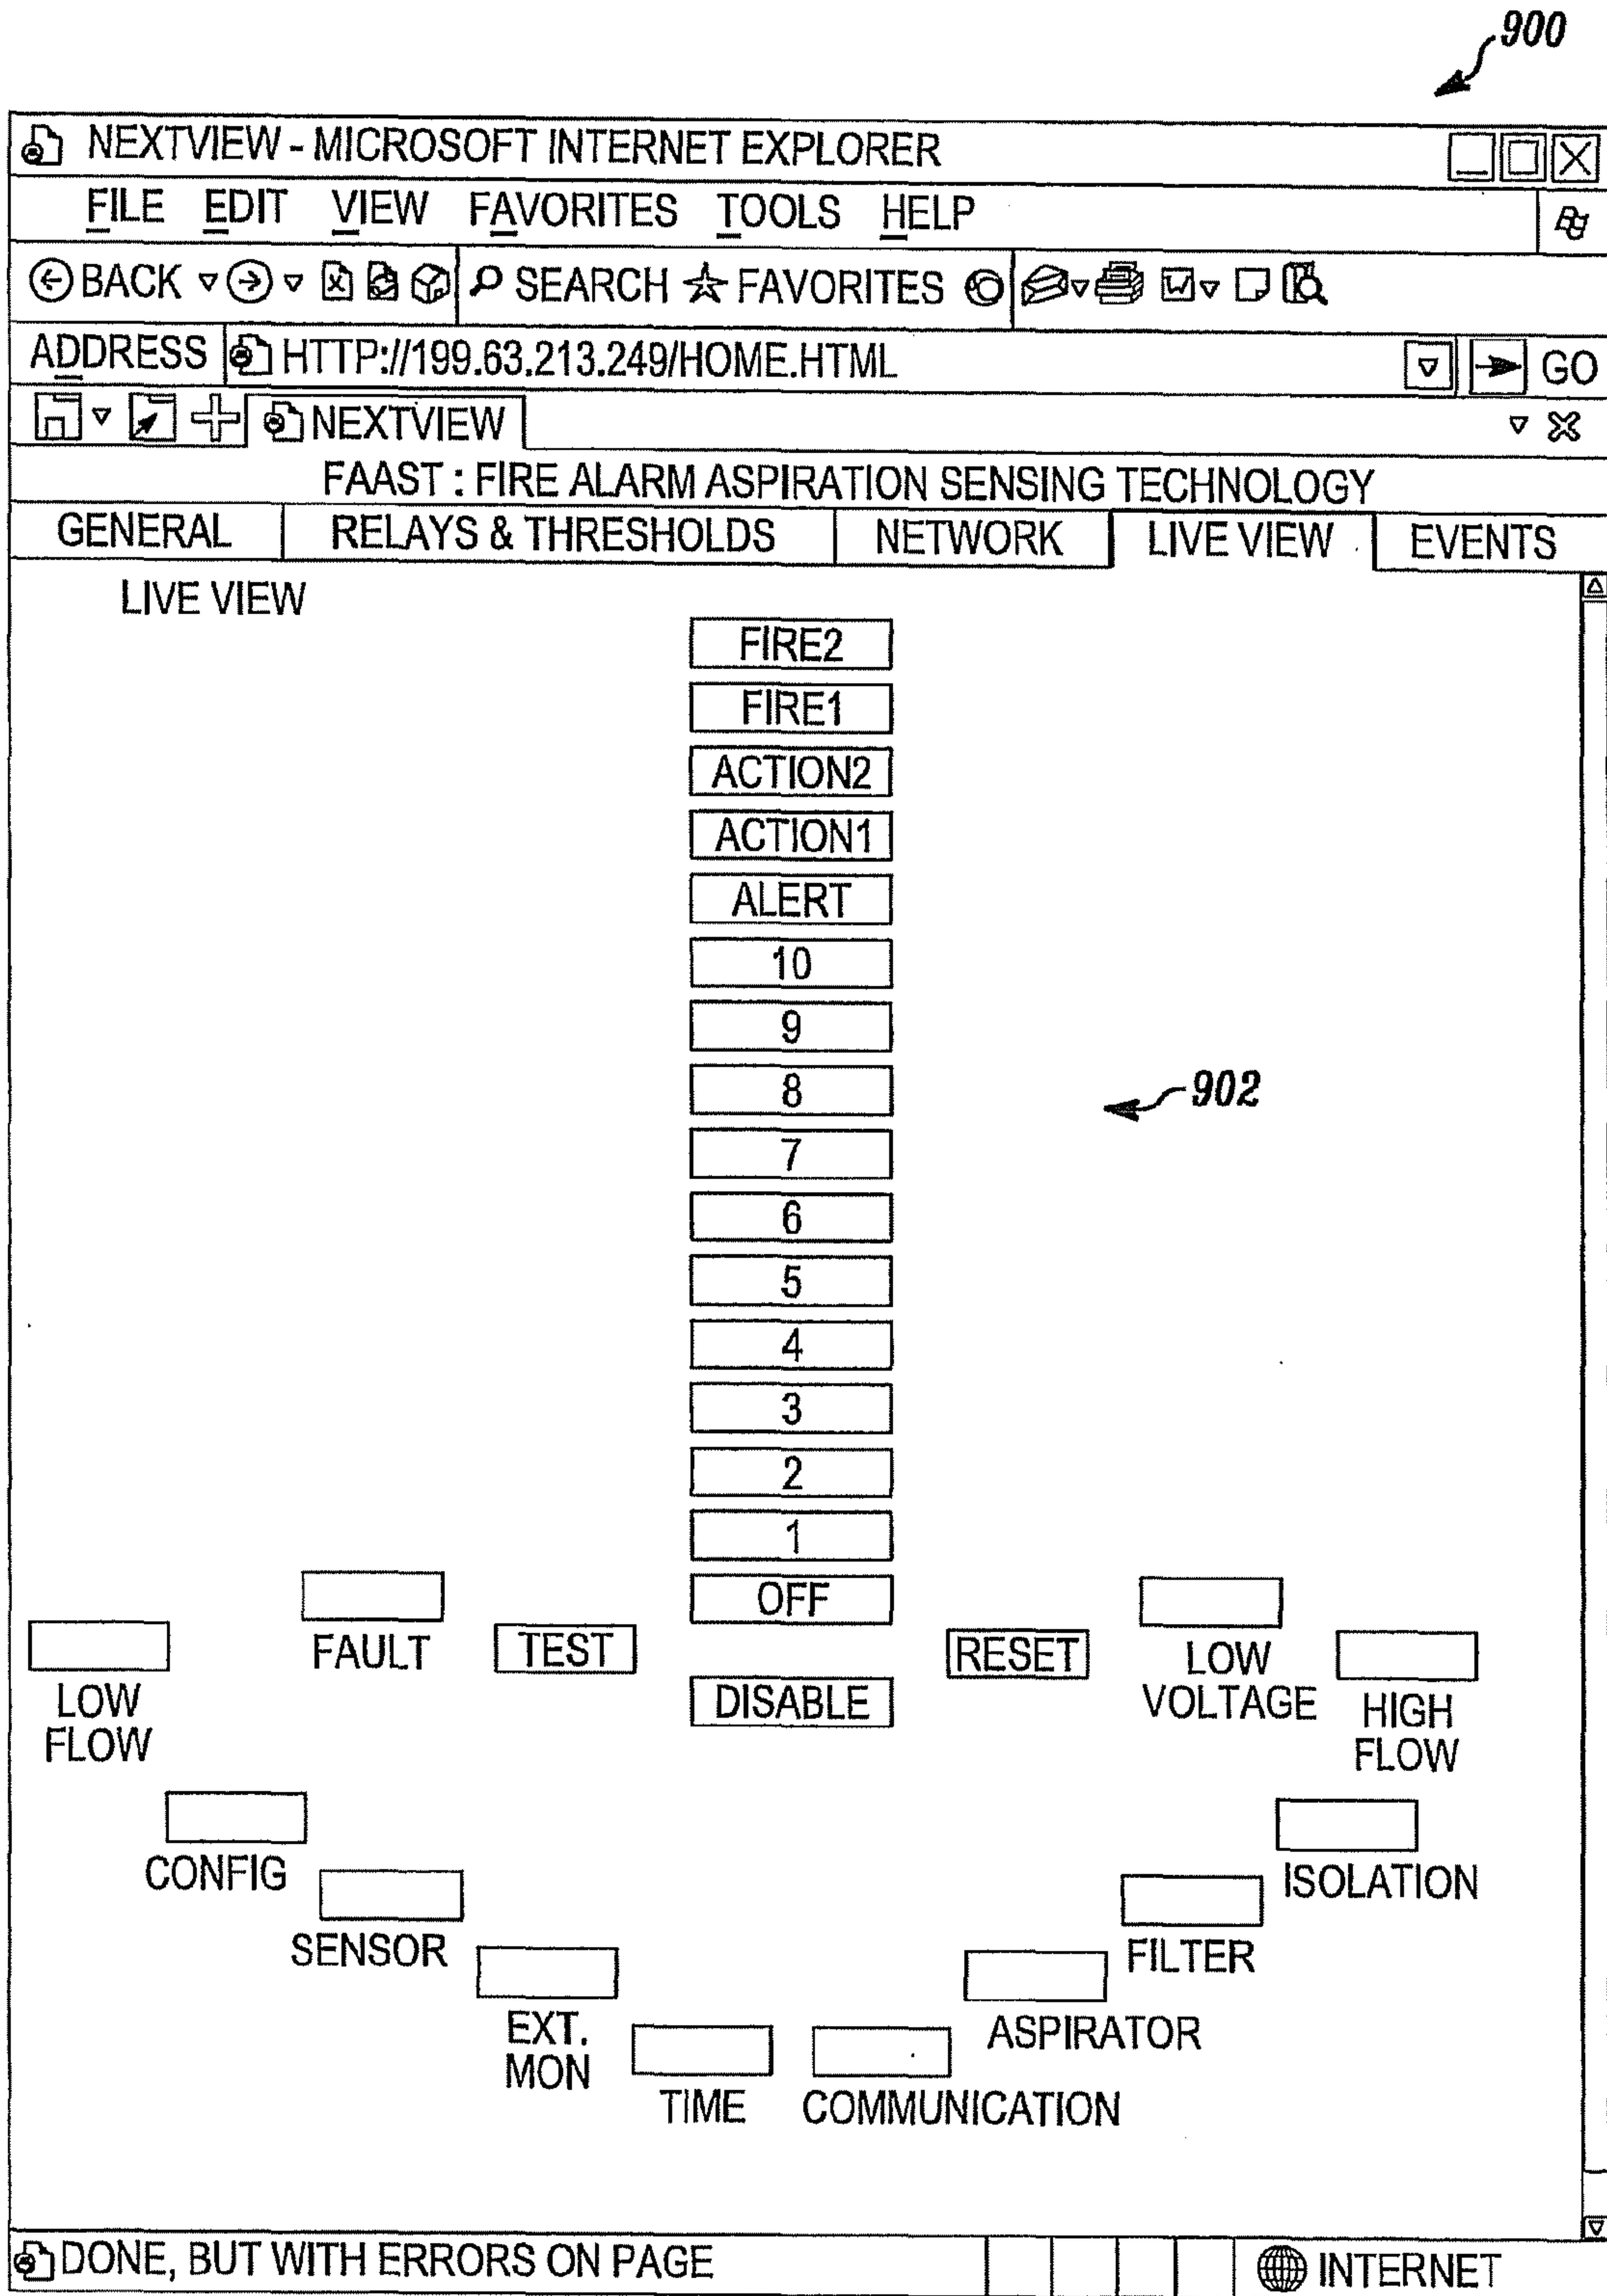 900
NEXTVIEW - MICROSOFT INTERNET EXPLORER
FILE EDIT VIEW FAVORITES TOOLS HELP
BACK SEARCH FAVORITES
ADDRESS HTTP://199.63.213.249/HOME.HTML GO
NEXTVIEW
FAAST : FIRE ALARM ASPIRATION SENSING TECHNOLOGY
GENERAL RELAYS & THRESHOLDS NETWORK LIVE VIEW EVENTS
LIVE VIEW
FIRE2
FIRE1
ACTION2
ACTION1
ALERT
10
9
8
902
7
6
5
4
3
2
1
OFF
FAULT TEST RESET LOW VOLTAGE
LOW FLOW
DISABLE
HIGH FLOW
CONFIG
ISOLATION
SENSOR
FILTER
EXT. MON
ASPIRATOR
TIME COMMUNICATION
DONE, BUT WITH ERRORS ON PAGE INTERNET